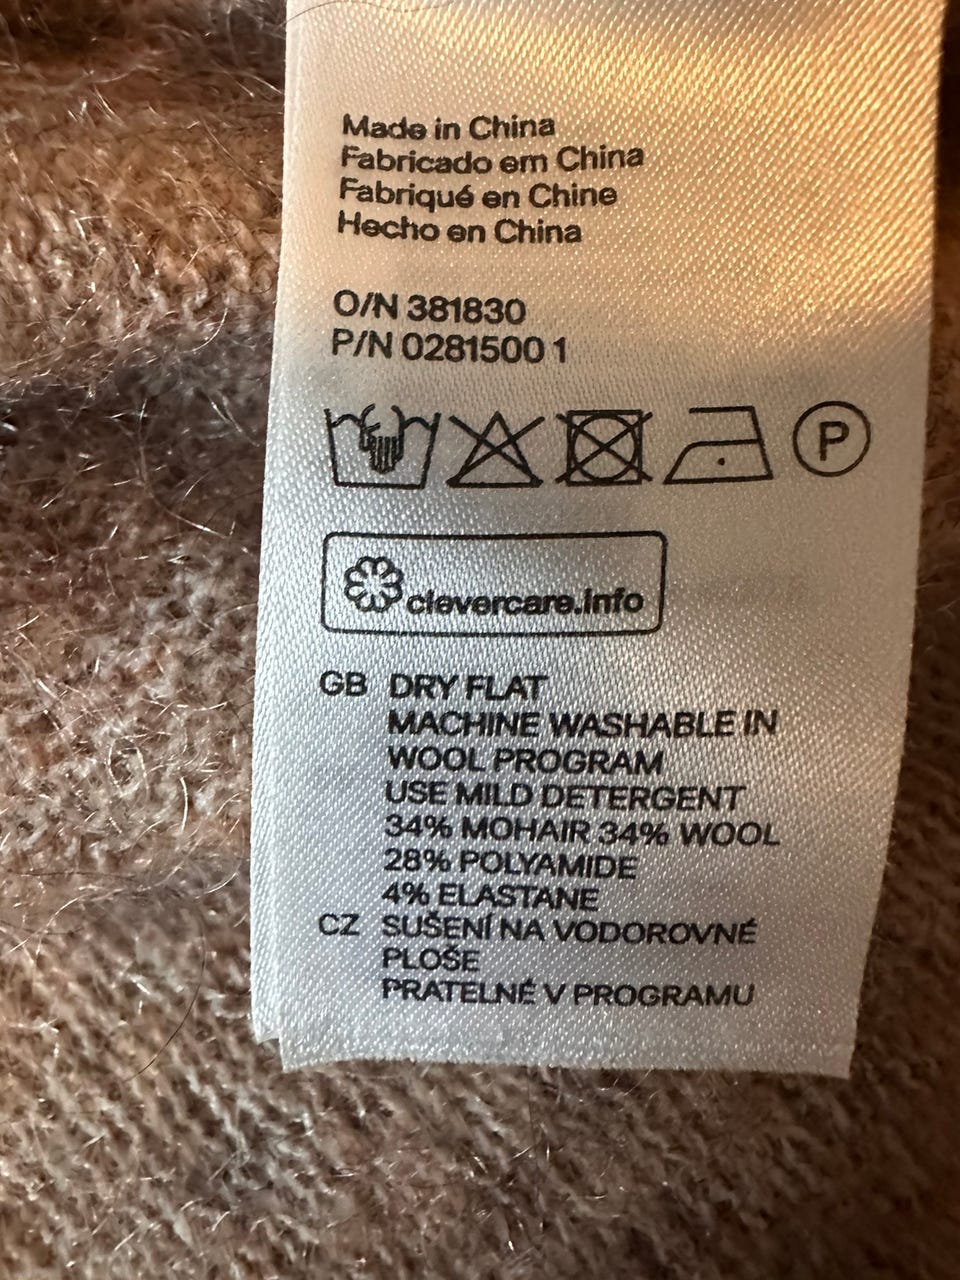 Made in China
Fabricado em China
Fabriqué en Chine
Hecho en China
O/N 381830
P/N 0281500 1
P
clevercare.info
GB DRY FLAT
MACHINE WASHABLE IN
WOOL PROGRAM
USE MILD DETERGENT
34% MOHAIR 34% WOOL
28% POLYAMIDE
4% ELASTANE
CZ SUŠENÍ NA VODOROVNÉ
PLOŠE
PRATELNÉ V PROGRAMU